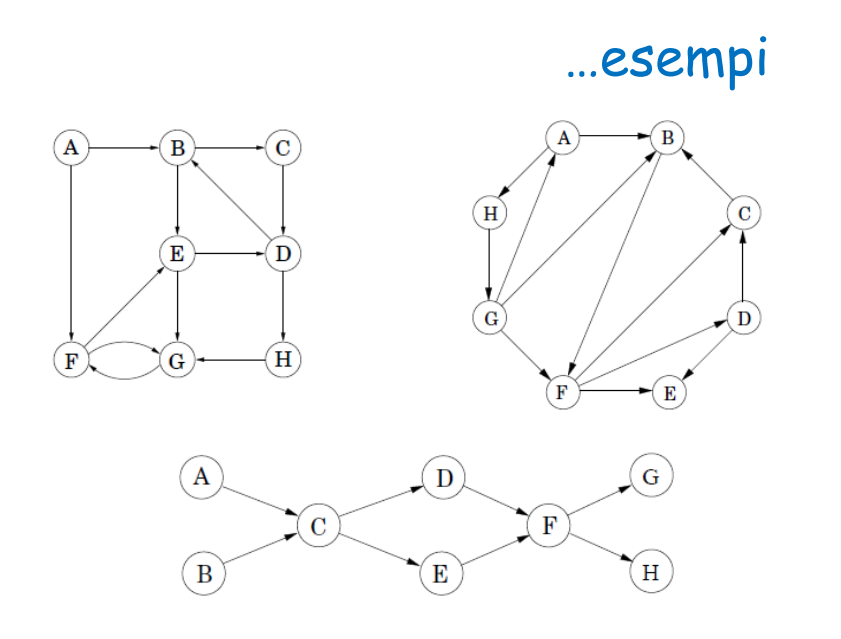 ...esempi
A B C
E D
F G H
A B
H C
G D
F E
A D G
C F
B E H